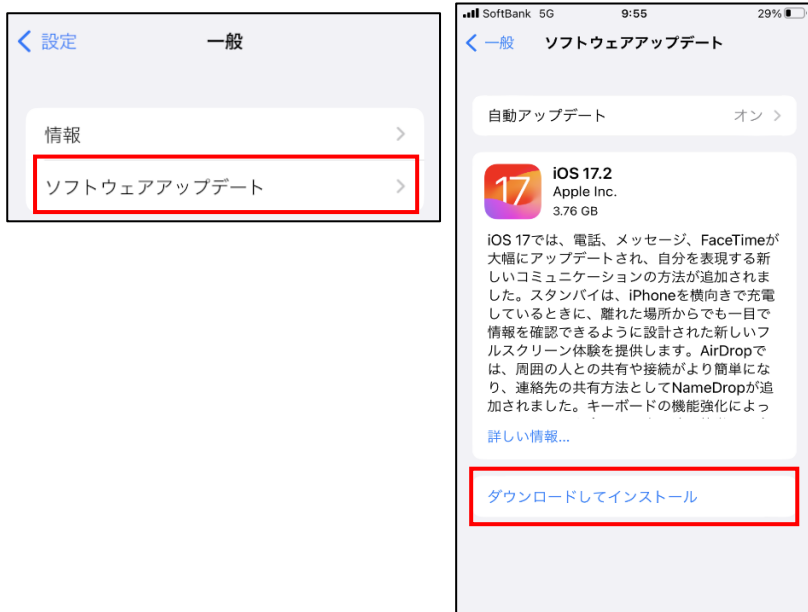 設定
一般
情報
ソフトウェアアップデート
SoftBank 5G 9:55 29%
一般 ソフトウェアアップデート
自動アップデート オン
17
iOS 17.2
Apple Inc.
3.76 GB
iOS 17では、電話、メッセージ、FaceTimeが
大幅にアップデートされ、自分を表現する新
しいコミュニケーションの方法が追加されま
した。スタンバイは、iPhoneを横向きで充電
しているときに、離れた場所からでも一目で
情報を確認できるように設計された新しいフ
ルスクリーン体験を提供します。AirDropで
は、周囲の人との共有や接続がより簡単にな
り、連絡先の共有方法としてNameDropが追
加されました。キーボードの機能強化によっ
詳しい情報...
ダウンロードしてインストール